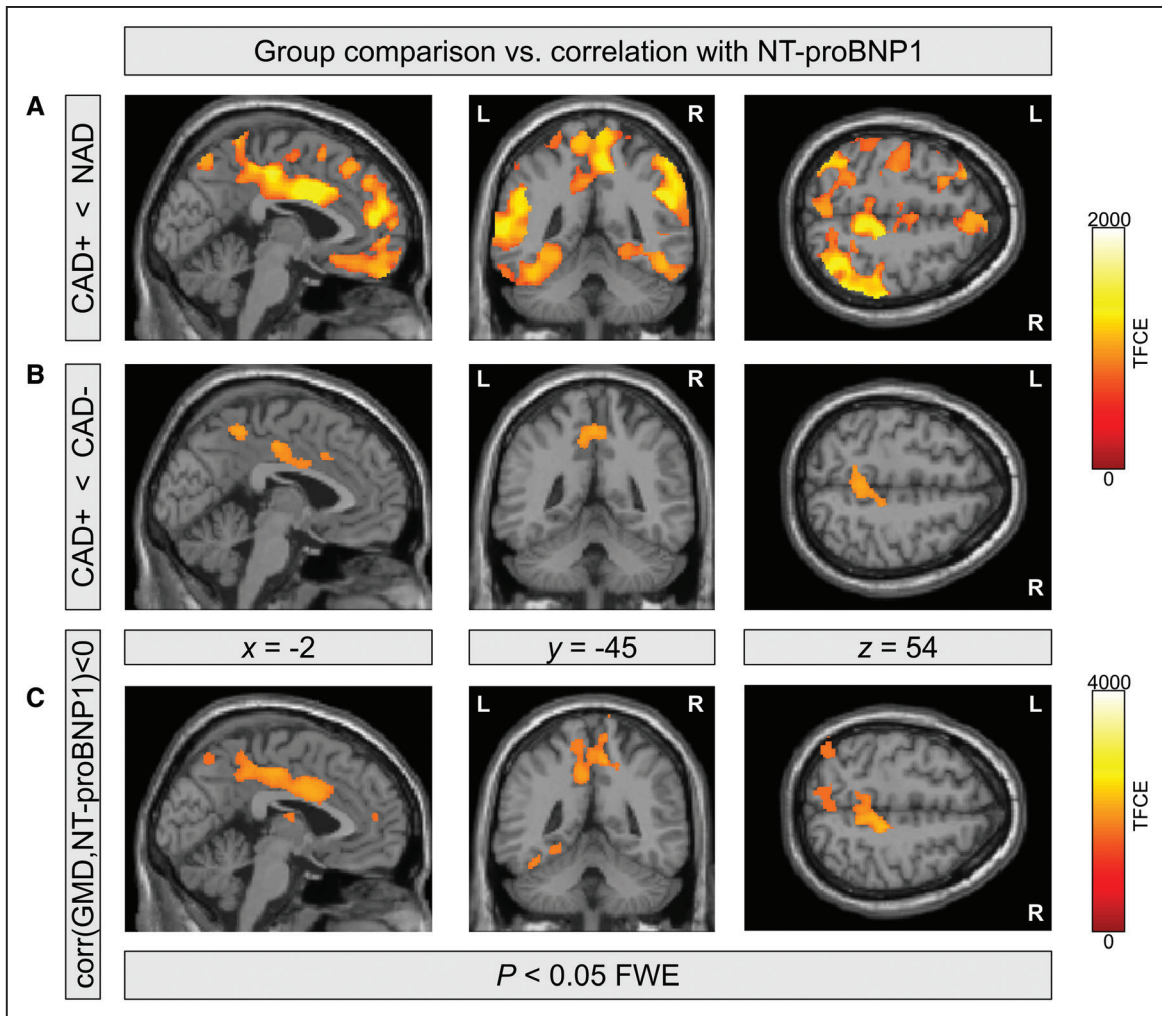 Group comparison vs. correlation with NT-proBNP1
A
CAD+ < NAD
L
R
L
R
2000
TFCE
0
B
CAD+ < CAD-
L
R
L
R
x = -2
y = -45
z = 54
C
corr(GMD,NT-proBNP1)<0
L
R
L
R
4000
TFCE
0
P < 0.05 FWE